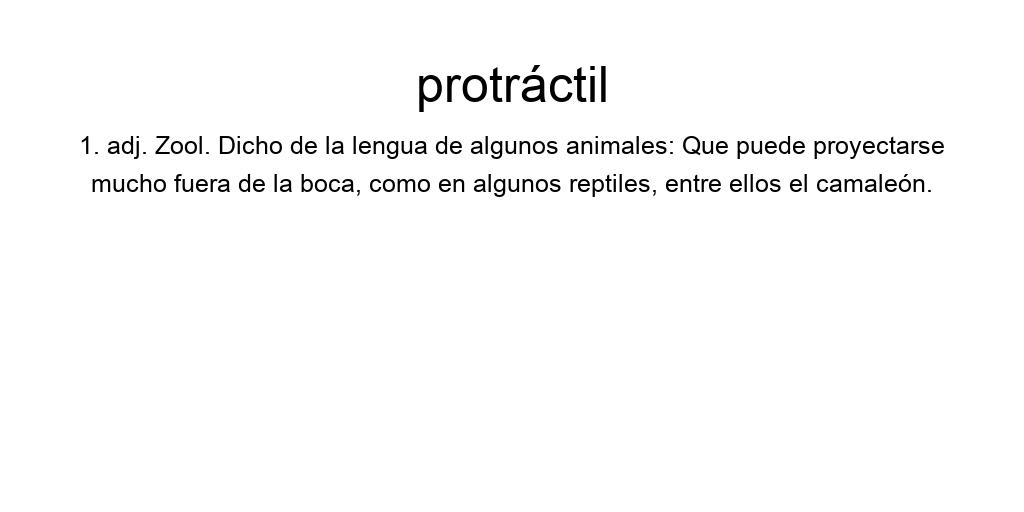 protráctil
1. adj. Zool. Dicho de la lengua de algunos animales: Que puede proyectarse
mucho fuera de la boca, como en algunos reptiles, entre ellos el camaleón.